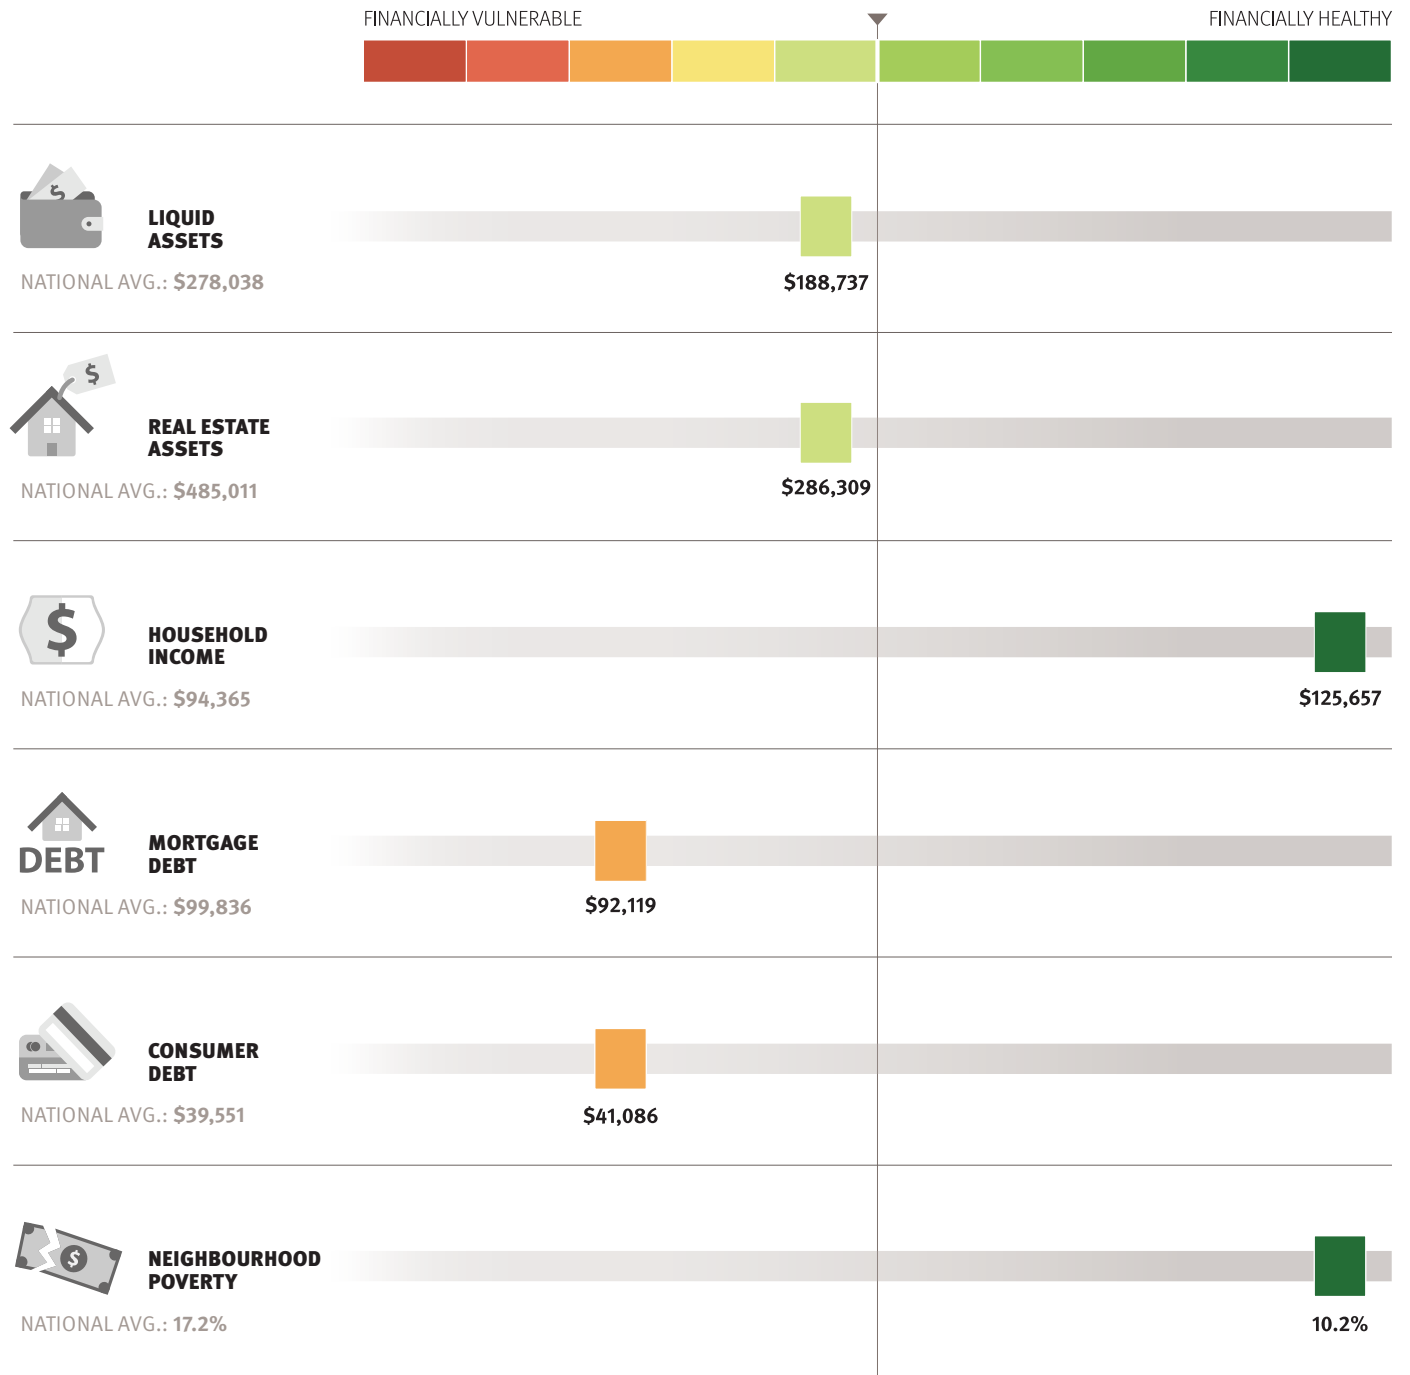 FINANCIALLY VULNERABLE
FINANCIALLY HEALTHY
$
LIQUID
ASSETS
NATIONAL AVG.: $278,038
$188,737
$
REAL ESTATE
ASSETS
NATIONAL AVG.: $485,011
$286,309
$
HOUSEHOLD
INCOME
NATIONAL AVG.: $94,365
$125,657
DEBT
MORTGAGE
DEBT
NATIONAL AVG.: $99,836
$92,119
CONSUMER
DEBT
NATIONAL AVG.: $39,551
$41,086
$
NEIGHBOURHOOD
POVERTY
NATIONAL AVG.: 17.2%
10.2%